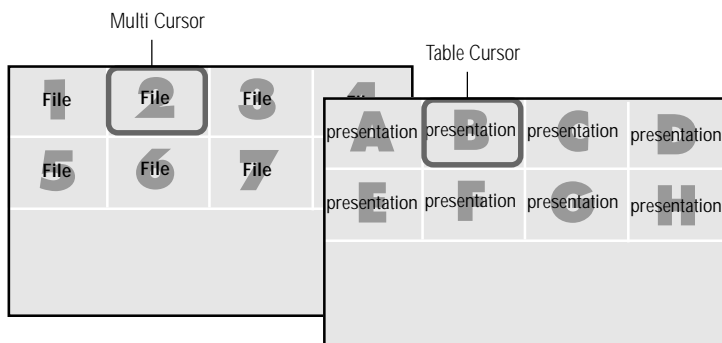 Multi Cursor
Table Cursor
1 File 2 File 3 File 4
5 File 6 File 7 File
A presentation B presentation C presentation D presentation
E presentation F presentation G presentation H presentation